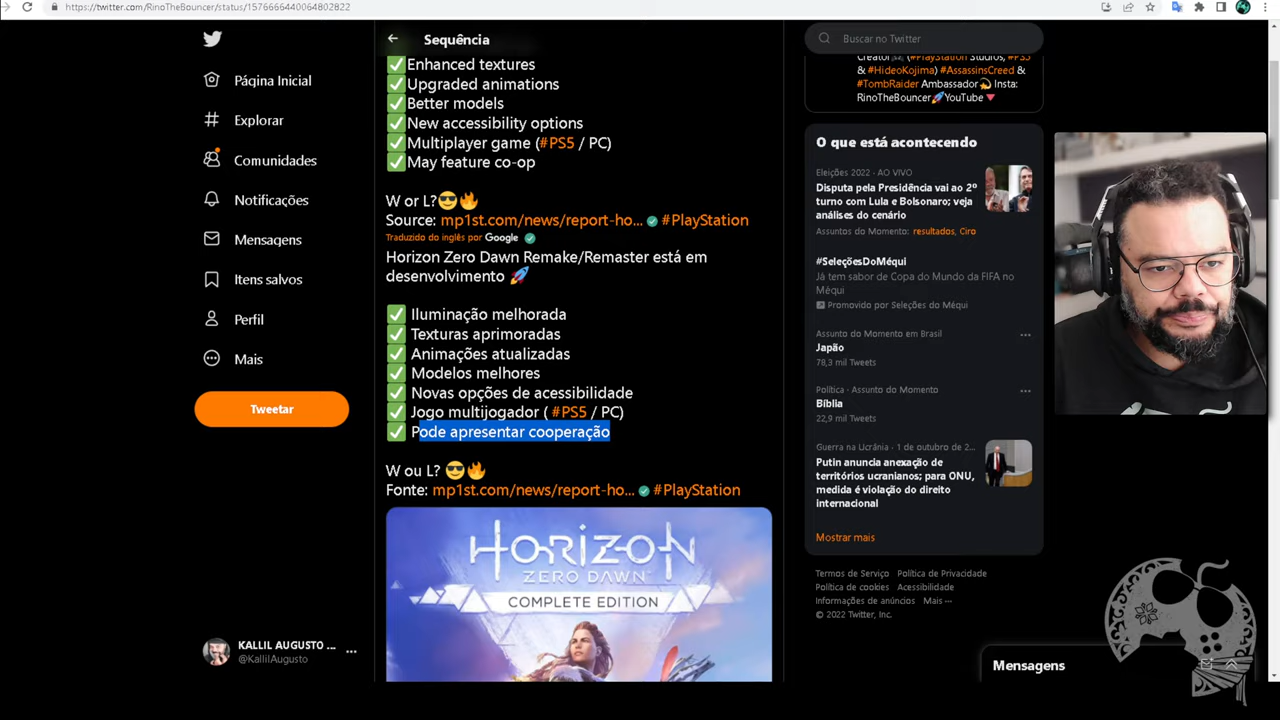 https://twitter.com/RinoTheBouncer/status/1576666440064802822
Página Inicial
Explorar
Comunidades
Notificações
Mensagens
Itens salvos
Perfil
Mais
Tweetar
KALLIL AUGUSTO ...
@KallilAugusto
Sequência
Enhanced textures
Upgraded animations
Better models
New accessibility options
Multiplayer game (#PS5 / PC)
May feature co-op
W or L?
Source: mp1st.com/news/report-ho... #PlayStation
Traduzido do inglês por Google
Horizon Zero Dawn Remake/Remaster está em
desenvolvimento
Iluminação melhorada
Texturas aprimoradas
Animações atualizadas
Modelos melhores
Novas opções de acessibilidade
Jogo multijogador ( #PS5 / PC)
Pode apresentar cooperação
W ou L?
Fonte: mp1st.com/news/report-ho... #PlayStation
HORIZON
ZERO DAWN
COMPLETE EDITION
Buscar no Twitter
Creator (#PlayStation Studios, #PS5
& #HideoKojima) #AssassinsCreed &
#TombRaider Ambassador Insta:
RinoTheBouncer YouTube
O que está acontecendo
Eleições 2022 · AO VIVO
Disputa pela Presidência vai ao 2º
turno com Lula e Bolsonaro; veja
análises do cenário
Assuntos do Momento: resultados, Ciro
#SeleçõesDoMéqui
Já tem sabor de Copa do Mundo da FIFA no
Méqui
Promovido por Seleções do Méqui
Assunto do Momento em Brasil
Japão
78,3 mil Tweets
Política · Assunto do Momento
Bíblia
22,9 mil Tweets
Guerra na Ucrânia · 1 de outubro de 2...
Putin anuncia anexação de
territórios ucranianos; para ONU,
medida é violação do direito
internacional
Mostrar mais
Termos de Serviço Política de Privacidade
Política de cookies Acessibilidade
Informações de anúncios Mais ...
© 2022 Twitter, Inc.
Mensagens